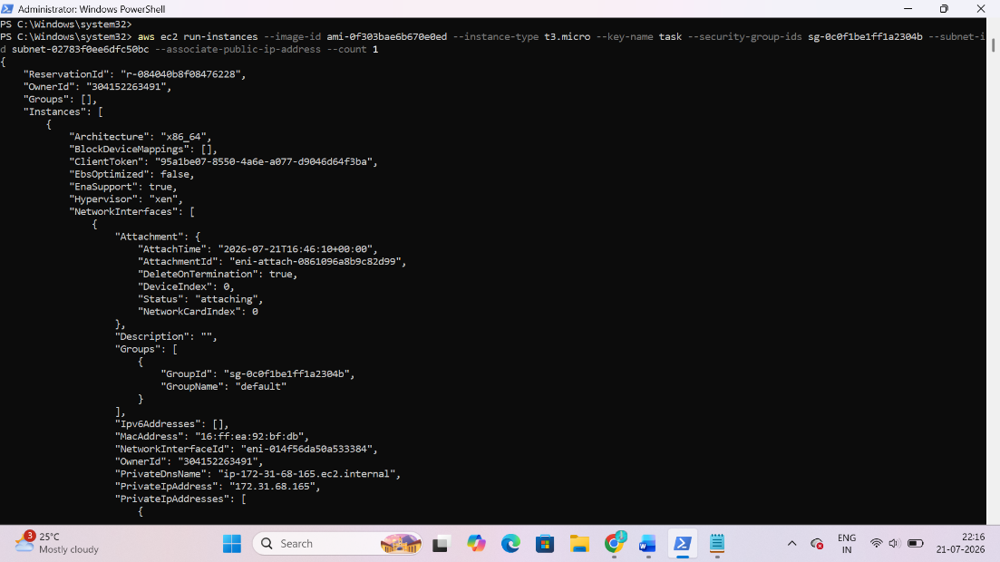 Administrator: Windows PowerShell
PS C:\Windows\system32>
PS C:\Windows\system32> aws ec2 run-instances --image-id ami-0f303bae6b670e0ed --instance-type t3.micro --key-name task --security-group-ids sg-0c0f1be1ff1a2304b --subnet-i
d subnet-02783f0ee6dfc50bc --associate-public-ip-address --count 1
{
    "ReservationId": "r-084040b8f08476228",
    "OwnerId": "304152263491",
    "Groups": [],
    "Instances": [
        {
            "Architecture": "x86_64",
            "BlockDeviceMappings": [],
            "ClientToken": "95a1be07-8550-4a6e-a077-d9046d64f3ba",
            "EbsOptimized": false,
            "EnaSupport": true,
            "Hypervisor": "xen",
            "NetworkInterfaces": [
                {
                    "Attachment": {
                        "AttachTime": "2026-07-21T16:46:10+00:00",
                        "AttachmentId": "eni-attach-0861096a8b9c82d99",
                        "DeleteOnTermination": true,
                        "DeviceIndex": 0,
                        "Status": "attaching",
                        "NetworkCardIndex": 0
                    },
                    "Description": "",
                    "Groups": [
                        {
                            "GroupId": "sg-0c0f1be1ff1a2304b",
                            "GroupName": "default"
                        }
                    ],
                    "Ipv6Addresses": [],
                    "MacAddress": "16:ff:ea:92:bf:db",
                    "NetworkInterfaceId": "eni-014f56da50a533384",
                    "OwnerId": "304152263491",
                    "PrivateDnsName": "ip-172-31-68-165.ec2.internal",
                    "PrivateIpAddress": "172.31.68.165",
                    "PrivateIpAddresses": [
                        {
3
25°C
Mostly cloudy
Search
1
ENG
IN
22:16
21-07-2026